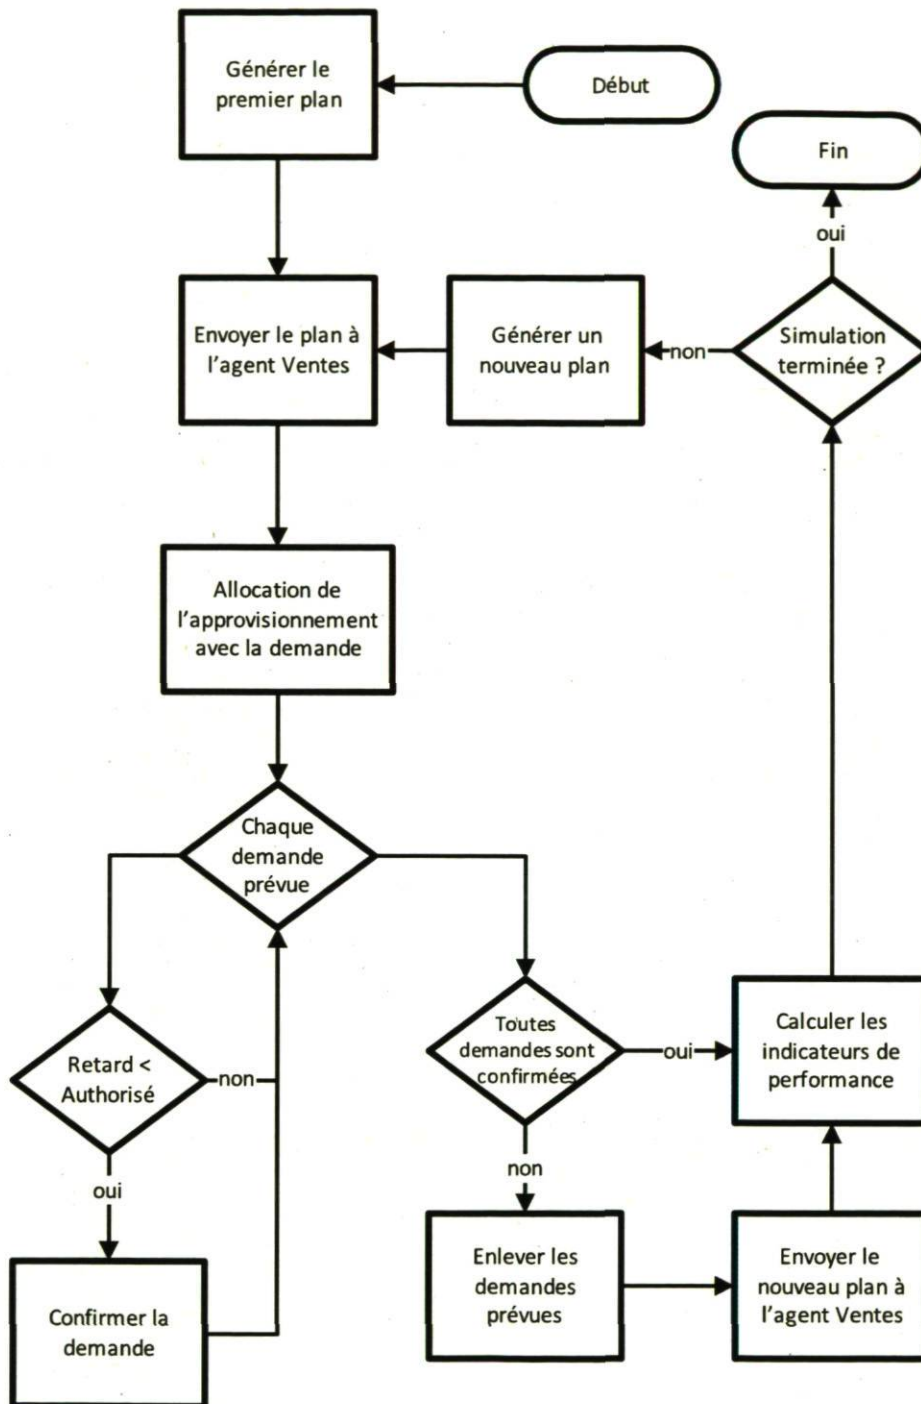 Générer le
premier plan
Début
Fin
oui
Envoyer le plan à
l'agent Ventes
Générer un
nouveau plan
non
Simulation
terminée ?
Allocation de
l'approvisionnement
avec la demande
Chaque
demande
prévue
Retard <
Authorisé
non
oui
Confirmer la
demande
Toutes
demandes sont
confirmées
oui
non
Calculer les
indicateurs de
performance
Enlever les
demandes
prévues
Envoyer le
nouveau plan à
l'agent Ventes